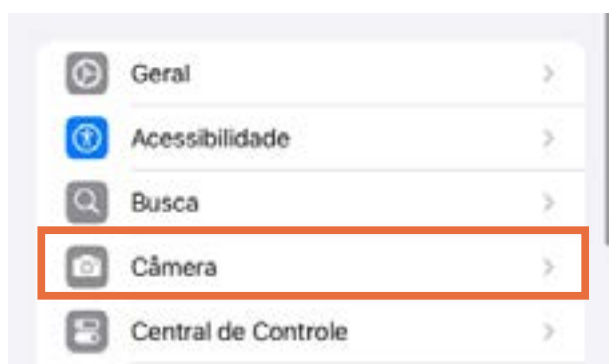 Geral
Acessibilidade
Busca
Câmera
Central de Controle